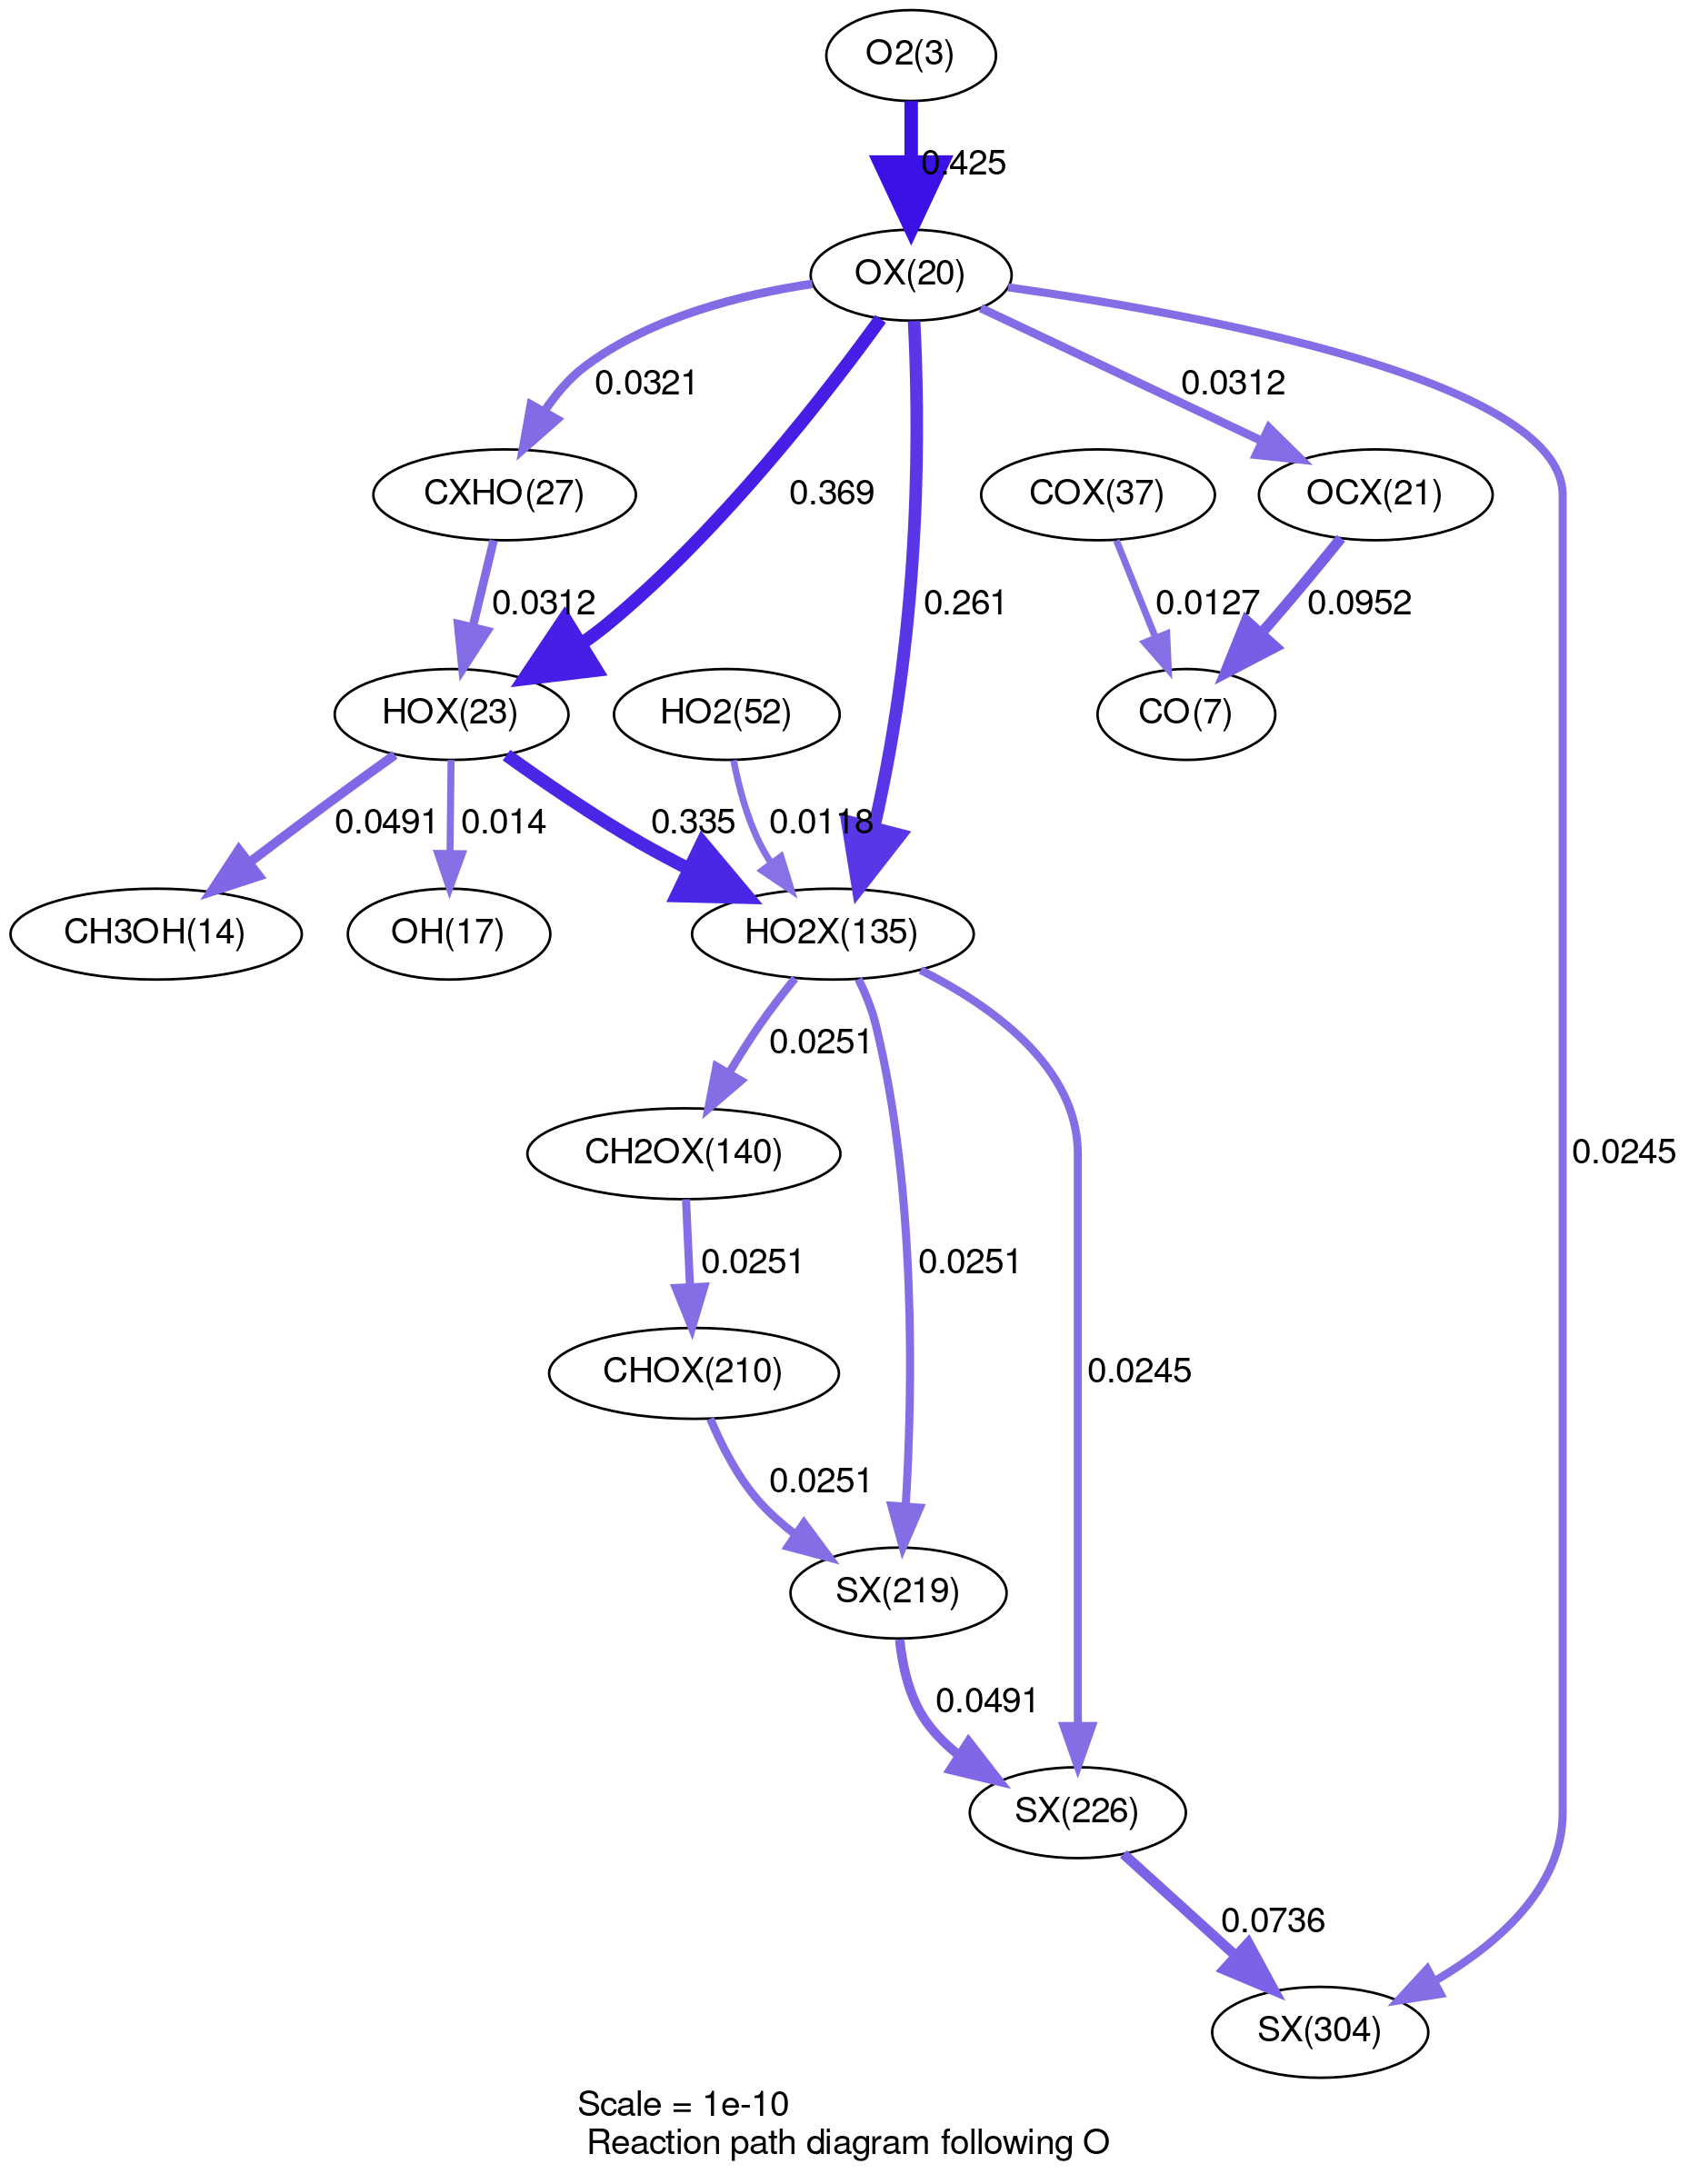 O2(3)
0.425
OX(20)
0.0321
0.0312
0.369
CXHO(27)
COX(37)
OCX(21)
0.261
0.0312
0.0127
0.0952
HOX(23)
HO2(52)
CO(7)
0.0491
0.014
0.335
0.0118
CH3OH(14)
OH(17)
HO2X(135)
0.0251
CH2OX(140)
0.0245
0.0251
0.0251
CHOX(210)
0.0245
0.0251
SX(219)
0.0491
SX(226)
0.0736
SX(304)
Scale = 1e-10
Reaction path diagram following O